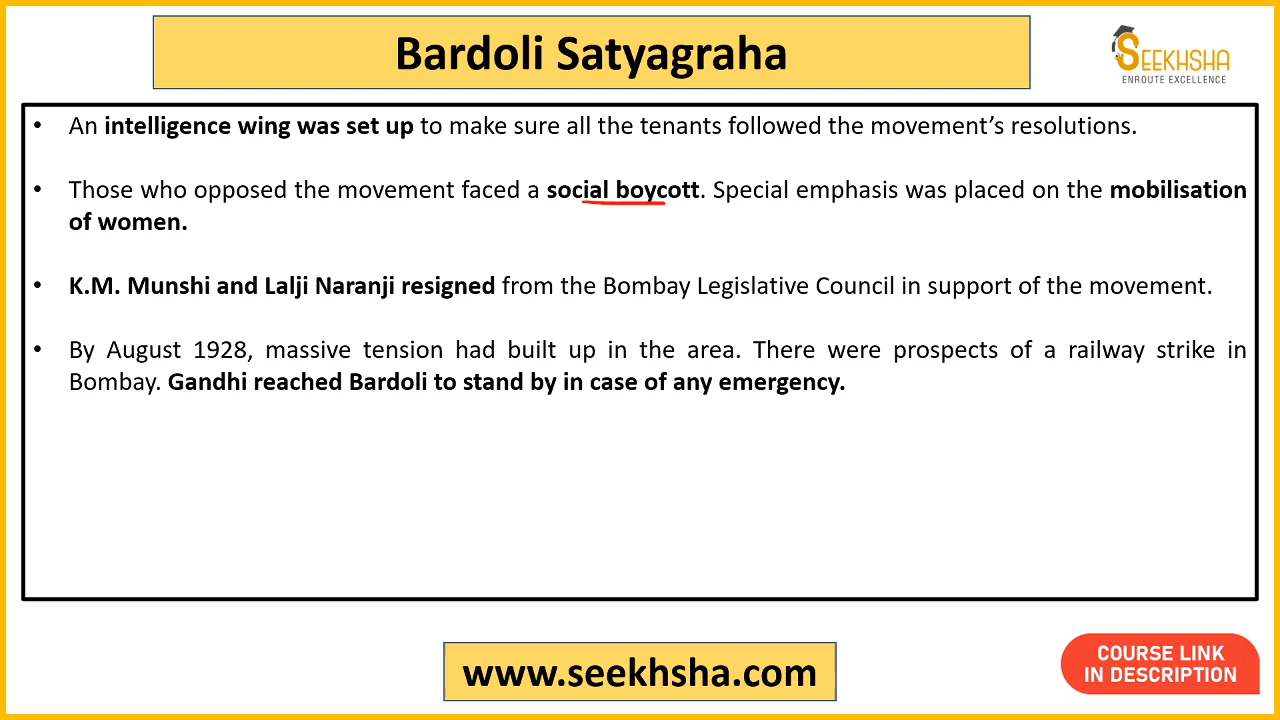 Bardoli Satyagraha
SEEKHSHA
ENROUTE EXCELLENCE
• An intelligence wing was set up to make sure all the tenants followed the movement’s resolutions.
• Those who opposed the movement faced a social boycott. Special emphasis was placed on the mobilisation
of women.
• K.M. Munshi and Lalji Naranji resigned from the Bombay Legislative Council in support of the movement.
• By August 1928, massive tension had built up in the area. There were prospects of a railway strike in
Bombay. Gandhi reached Bardoli to stand by in case of any emergency.
www.seekhsha.com
COURSE LINK
IN DESCRIPTION